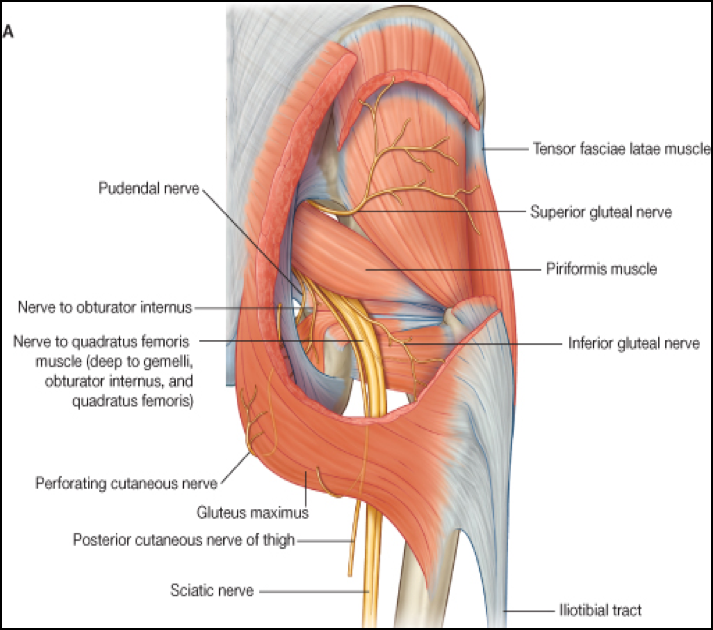 A
Tensor fasciae latae muscle
Pudendal nerve
Superior gluteal nerve
Piriformis muscle
Nerve to obturator internus
Nerve to quadratus femoris
muscle (deep to gemelli,
obturator internus, and
quadratus femoris)
Inferior gluteal nerve
Perforating cutaneous nerve
Gluteus maximus
Posterior cutaneous nerve of thigh
Sciatic nerve
Iliotibial tract